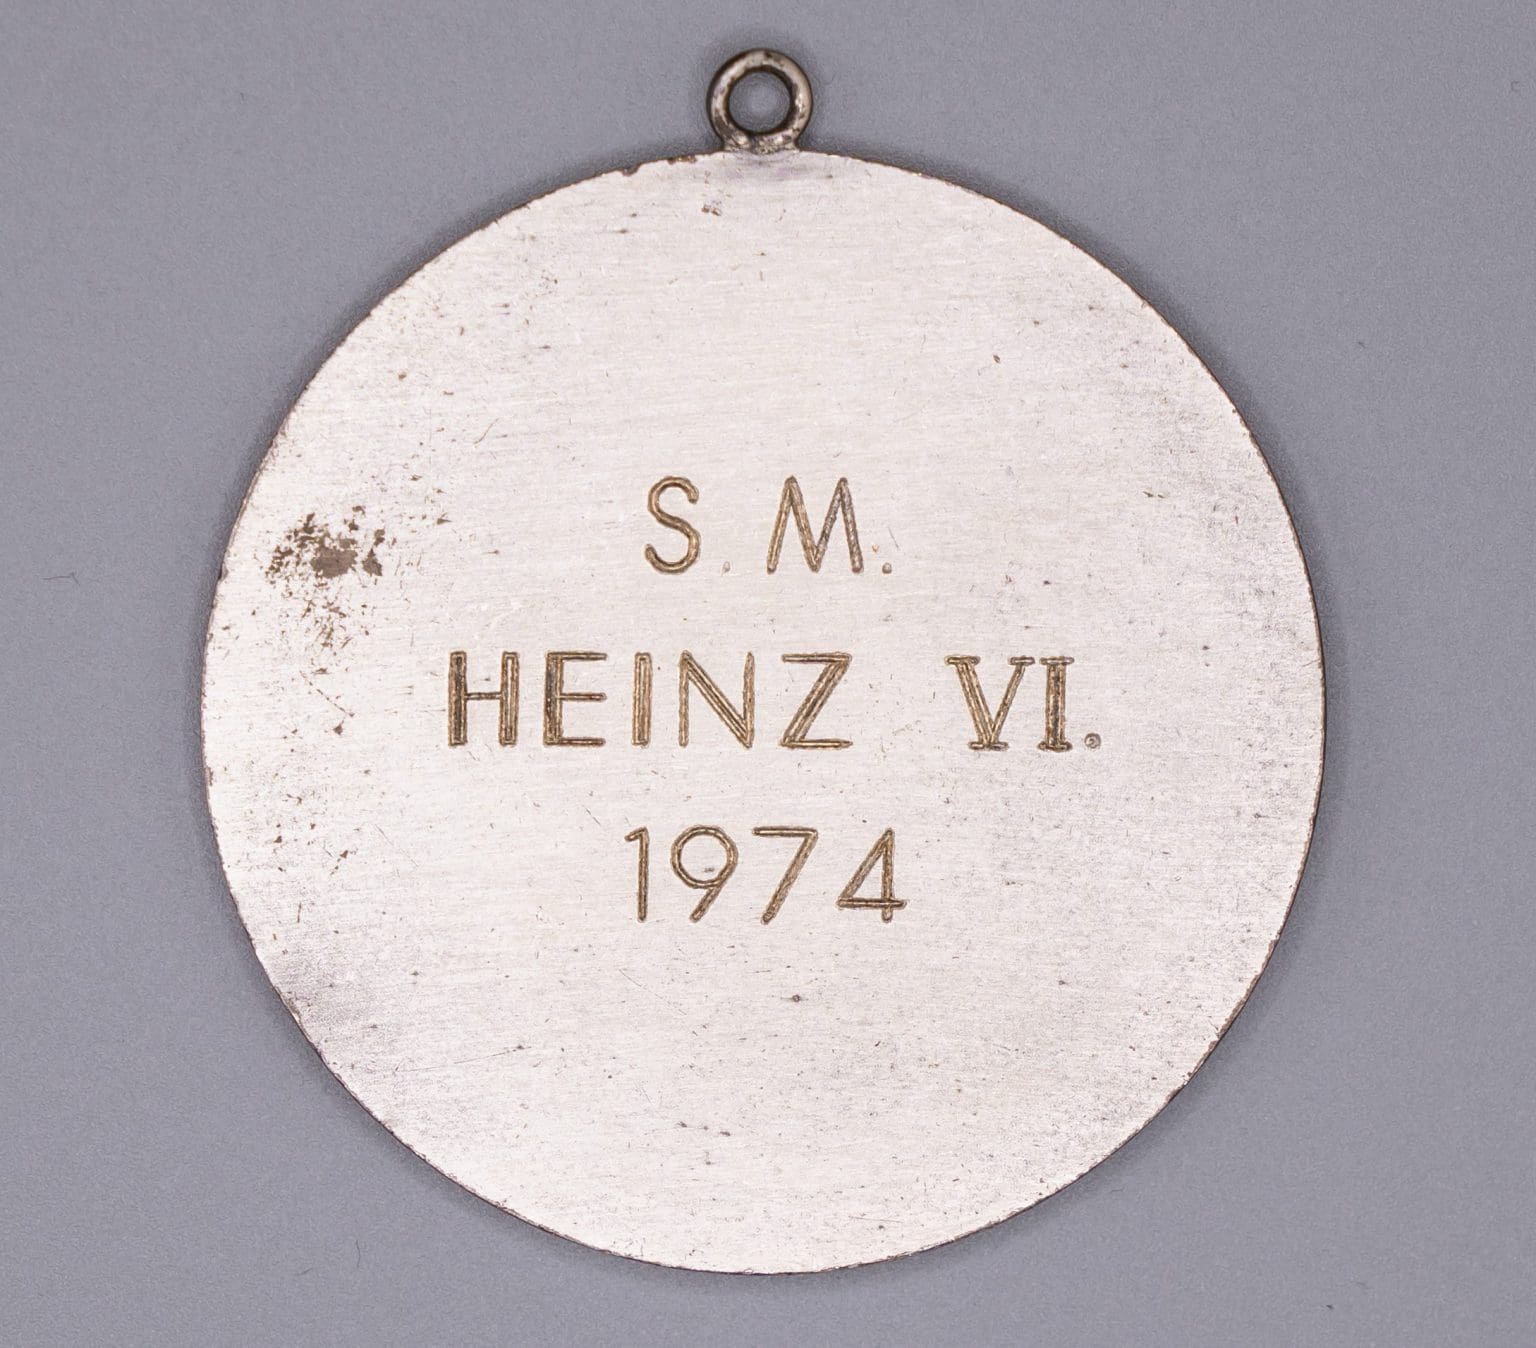 S. M.
HEINZ VI.
1974